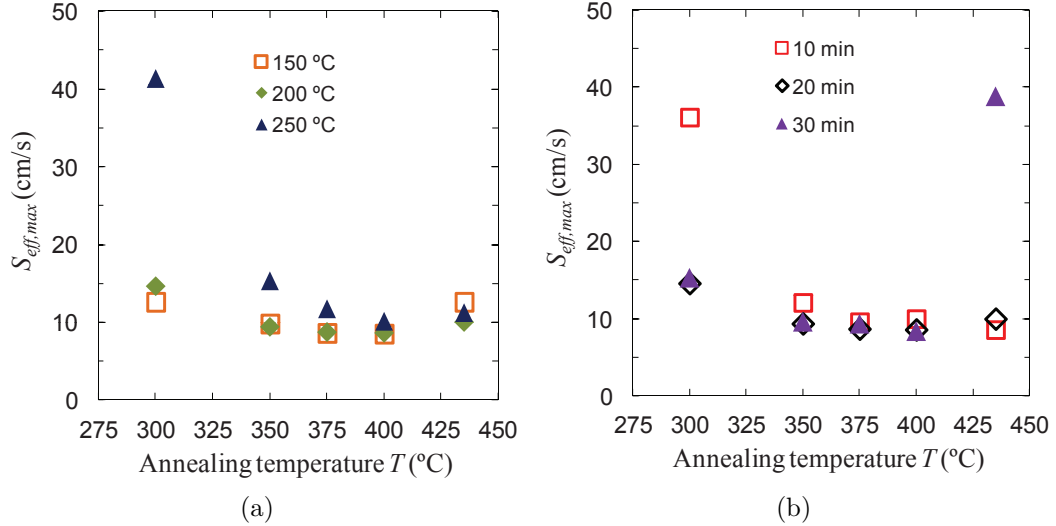 50
40
30
20
10
0
S_eff,max (cm/s)
150 ºC
200 ºC
250 ºC
275 300 325 350 375 400 425 450
Annealing temperature T (ºC)
(a)
50
40
30
20
10
0
S_eff,max (cm/s)
10 min
20 min
30 min
275 300 325 350 375 400 425 450
Annealing temperature T (ºC)
(b)